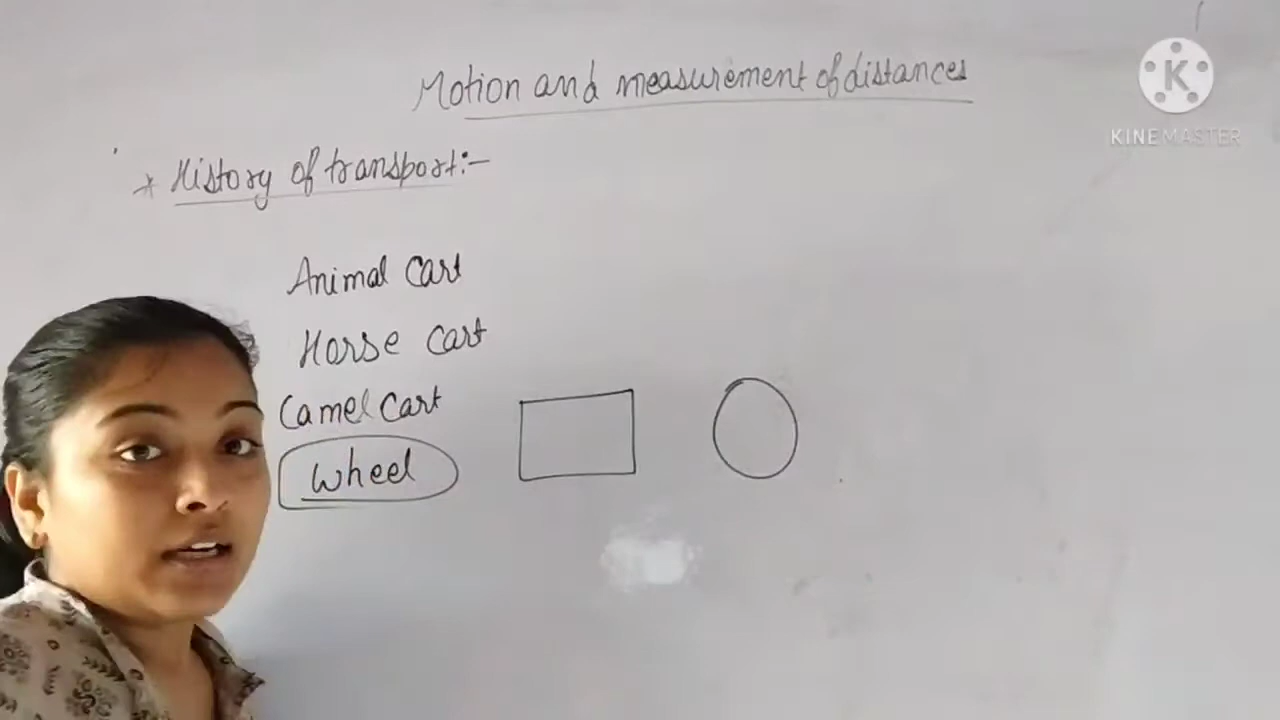 Motion and measurement of distances
* History of transport:-
Animal cart
Horse cart
Camel cart
Wheel
K
KINEMASTER